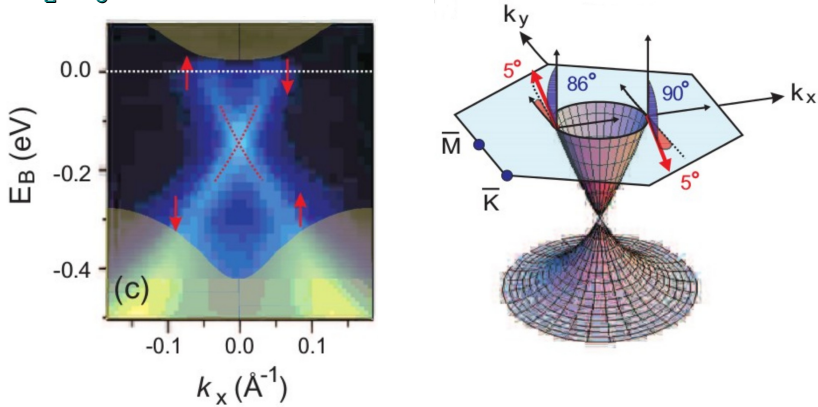 E_B (eV)
0.0
-0.2
-0.4
(c)
-0.1
0.0
0.1
k_x (Å⁻¹)
k_y
5°
86°
90°
k_x
M̅
K̅
5°